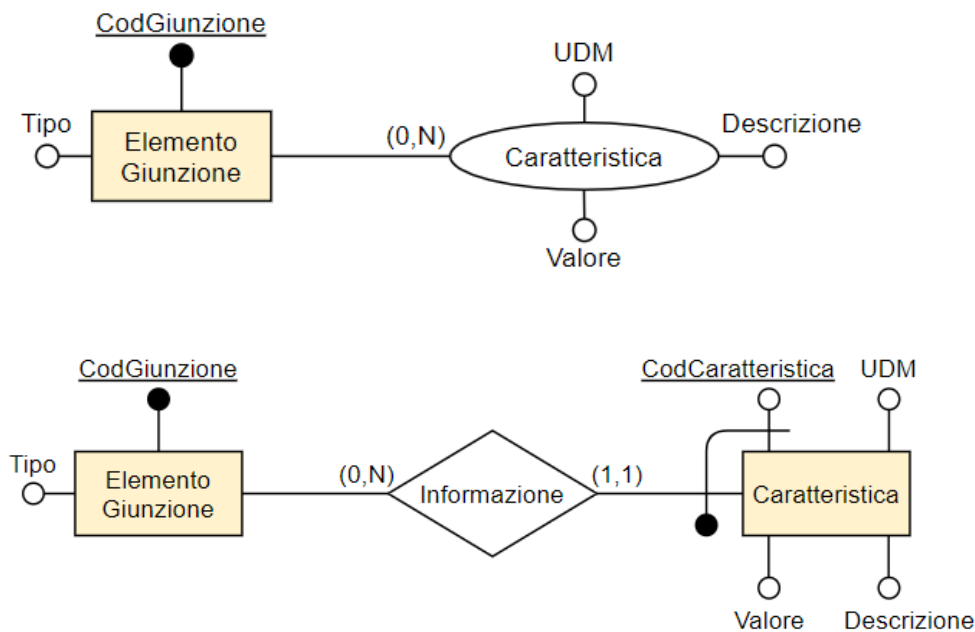 CodGiunzione
UDM
Tipo
(0,N)
Descrizione
Elemento
Giunzione
Caratteristica
Valore
CodGiunzione
CodCaratteristica
UDM
Tipo
Elemento
Giunzione
(0,N)
Informazione
(1,1)
Caratteristica
Valore
Descrizione